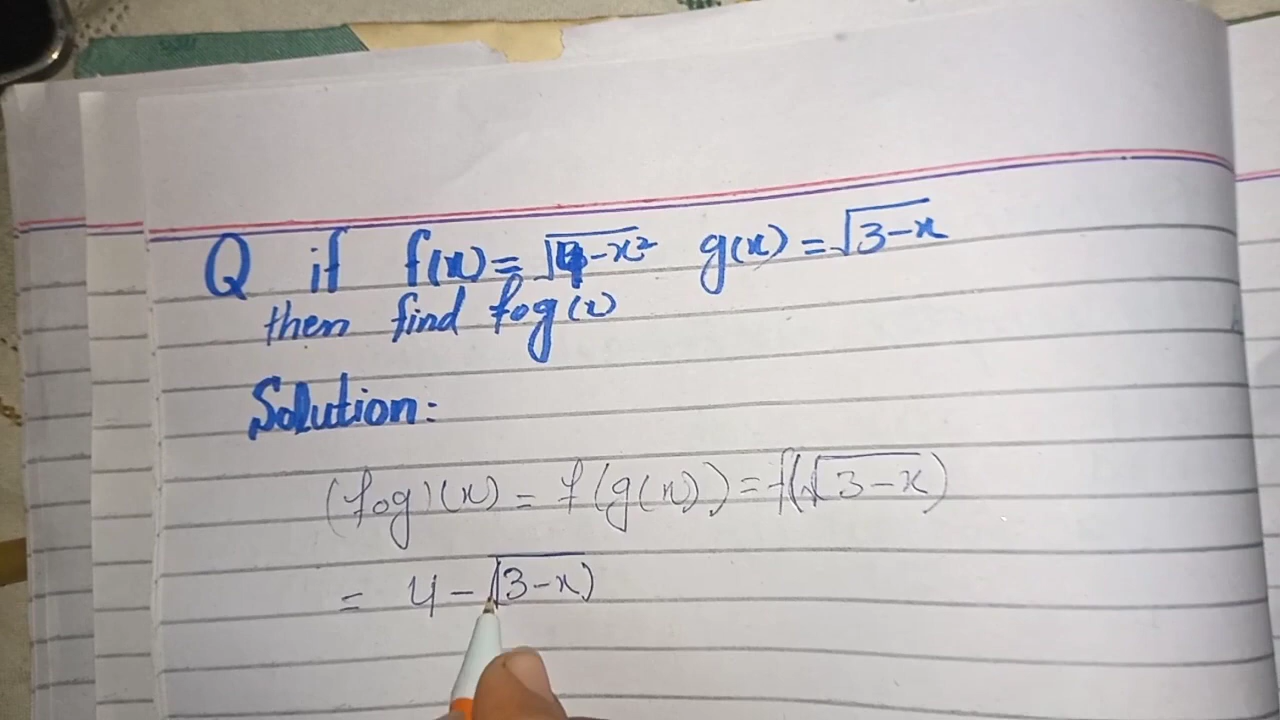 Q if f(x) = √4-x² g(x) = √3-x
then find fog(x)
Solution:
(fog)(x) = f(g(x)) = f(√3-x)
= 4 - √3-x)